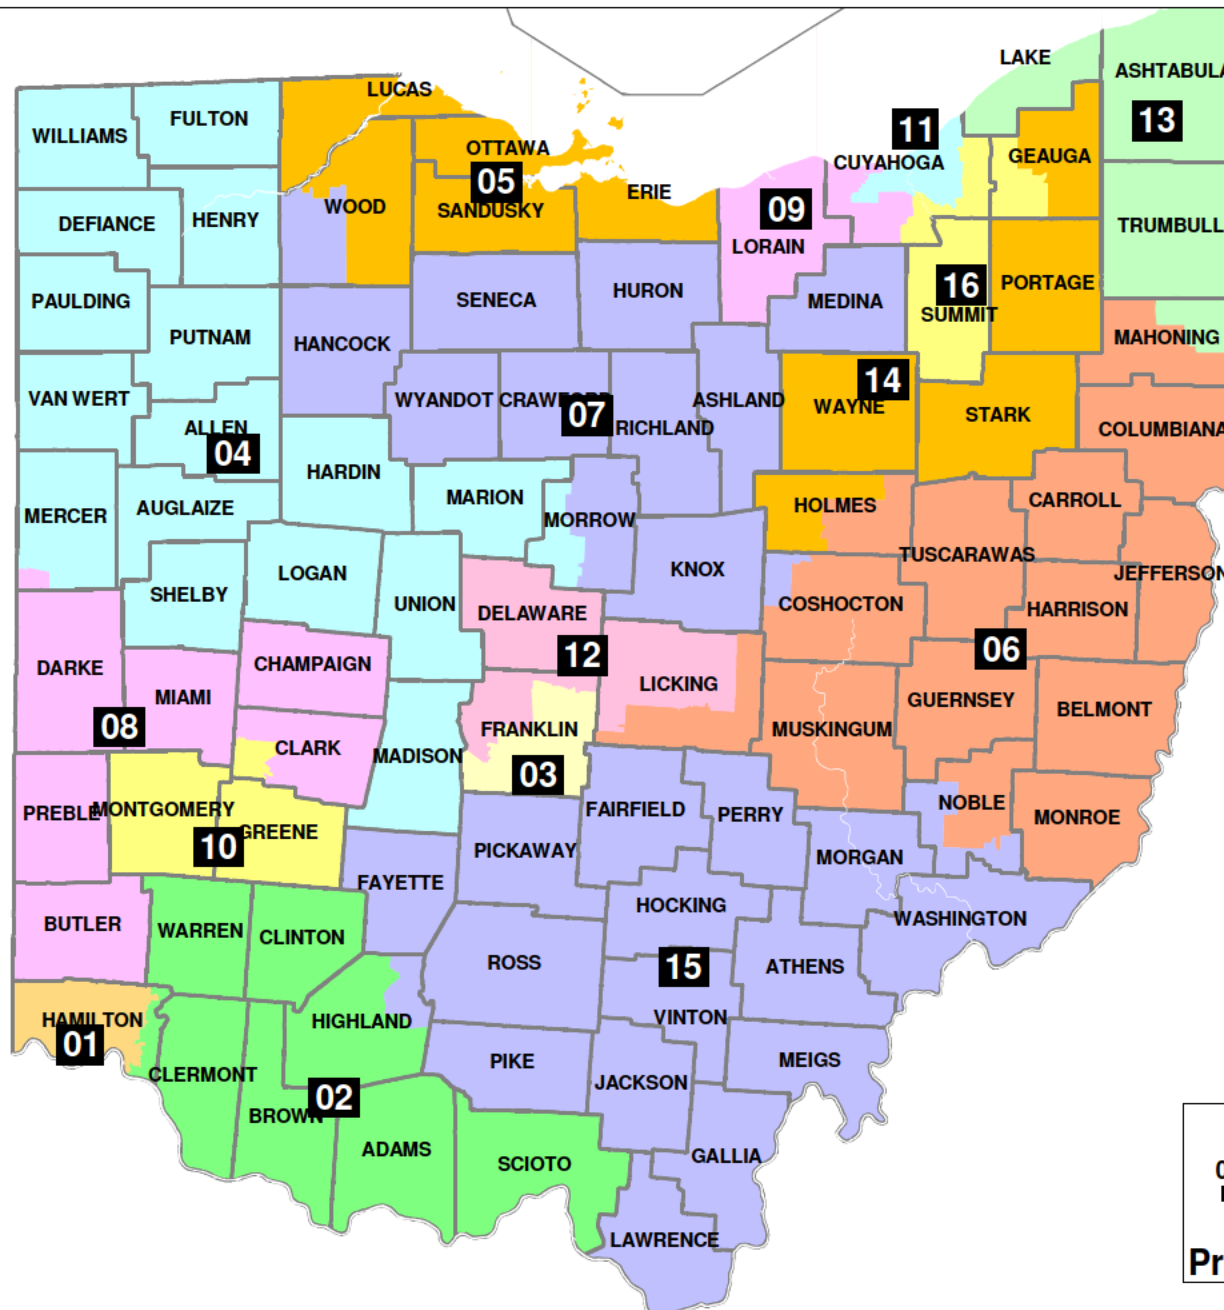 LAKE
ASHTABULA
LUCAS
FULTON
WILLIAMS
13
11
OTTAWA
CUYAHOGA
GEAUGA
05
ERIE
WOOD
SANDUSKY
09
DEFIANCE
HENRY
TRUMBULL
LORAIN
PAULDING
SENECA
HURON
MEDINA
16
PORTAGE
SUMMIT
PUTNAM
HANCOCK
MAHONING
VAN WERT
WYANDOT
CRAWFORD
07
ASHLAND
14
WAYNE
STARK
ALLEN
04
RICHLAND
COLUMBIANA
HARDIN
MERCER
AUGLAIZE
MARION
MORROW
HOLMES
CARROLL
TUSCARAWAS
LOGAN
KNOX
JEFFERSON
SHELBY
UNION
DELAWARE
COSHOCTON
HARRISON
12
06
DARKE
CHAMPAIGN
MIAMI
LICKING
GUERNSEY
BELMONT
08
CLARK
MADISON
FRANKLIN
MUSKINGUM
03
PREBLE
MONTGOMERY
GREENE
10
FAIRFIELD
PERRY
NOBLE
MONROE
PICKAWAY
MORGAN
FAYETTE
BUTLER
WARREN
CLINTON
HOCKING
WASHINGTON
ROSS
15
ATHENS
HAMILTON
01
HIGHLAND
VINTON
CLERMONT
PIKE
JACKSON
MEIGS
BROWN
02
ADAMS
SCIOTO
GALLIA
LAWRENCE
Pr